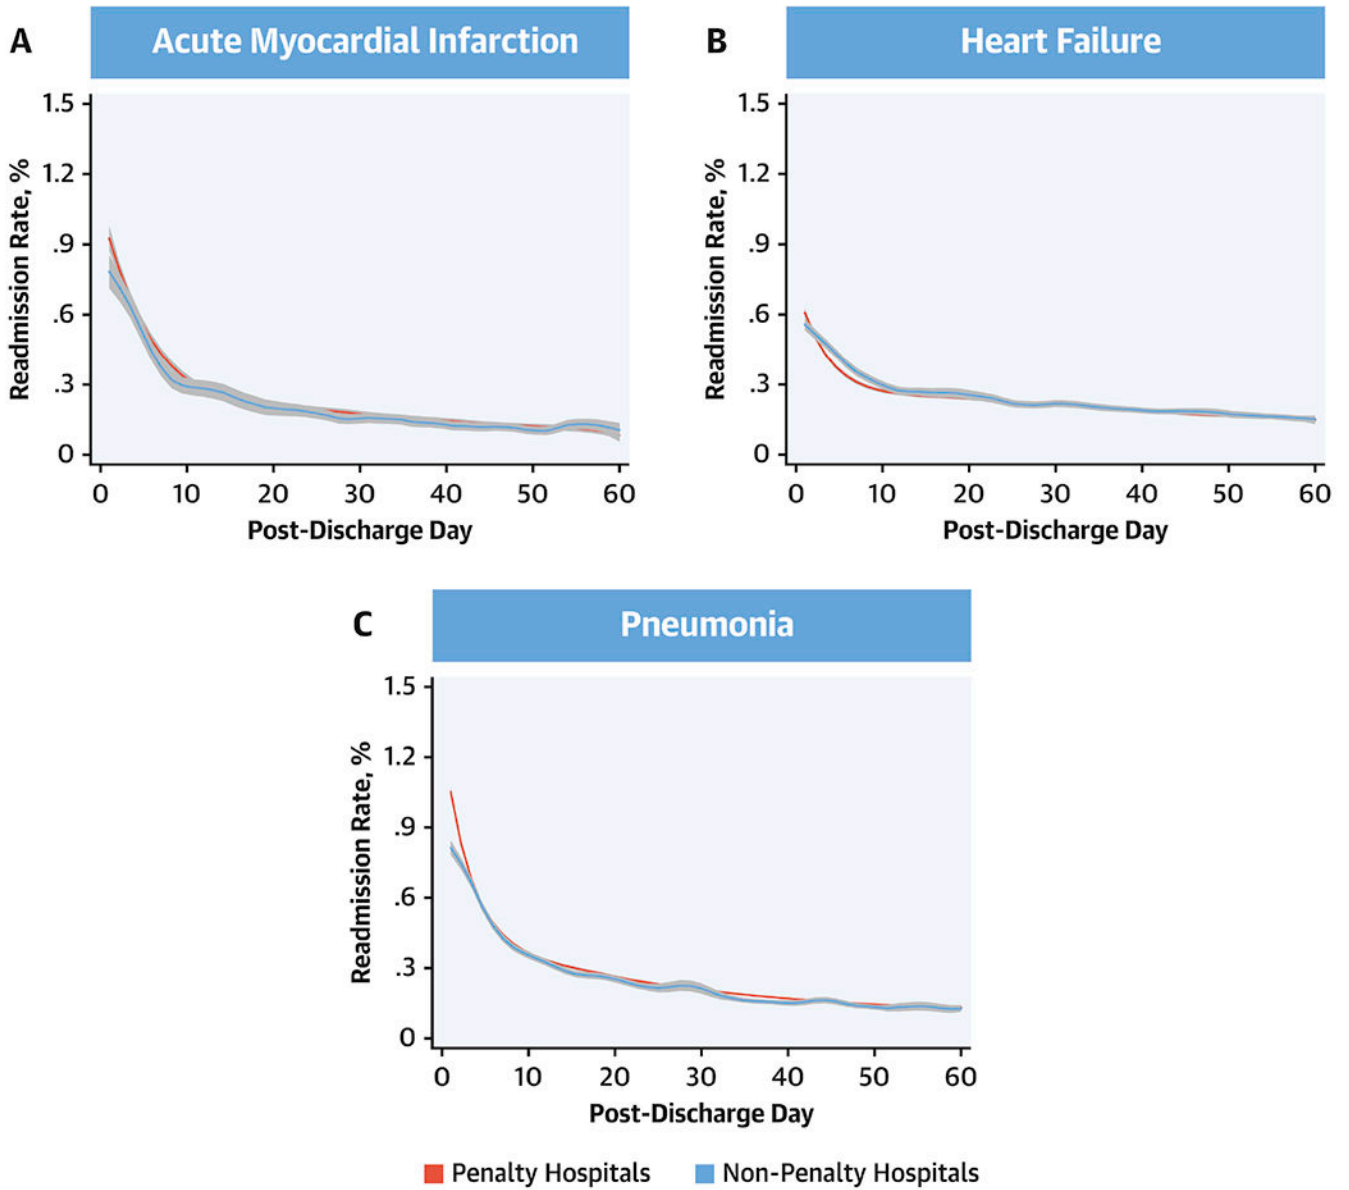 A
Acute Myocardial Infarction
Readmission Rate, %
1.5
1.2
.9
.6
.3
0
0 10 20 30 40 50 60
Post-Discharge Day
B
Heart Failure
Readmission Rate, %
1.5
1.2
.9
.6
.3
0
0 10 20 30 40 50 60
Post-Discharge Day
C
Pneumonia
Readmission Rate, %
1.5
1.2
.9
.6
.3
0
0 10 20 30 40 50 60
Post-Discharge Day
Penalty Hospitals
Non-Penalty Hospitals